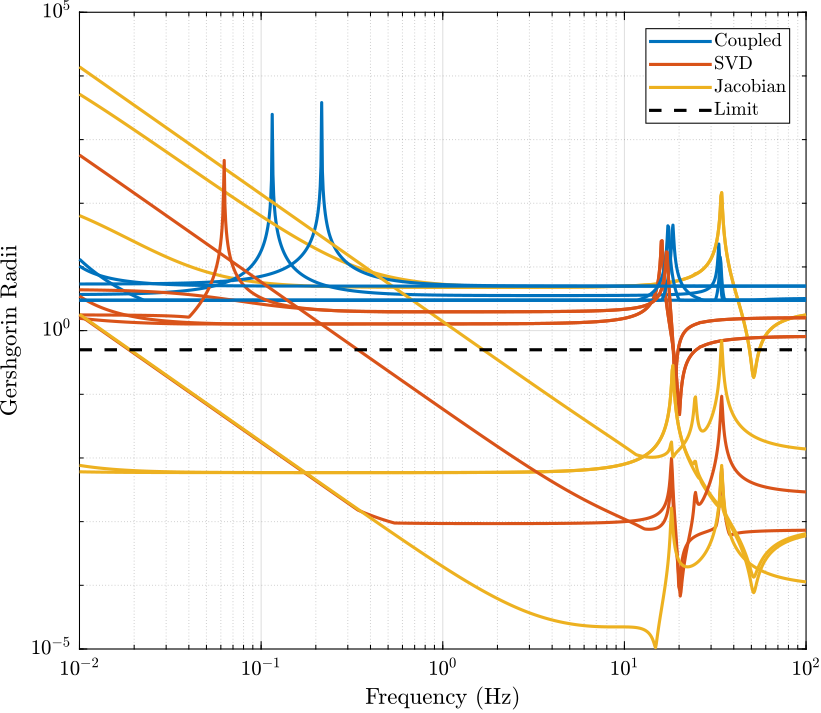 10^5
Coupled
SVD
Jacobian
Limit
Gershgorin Radii
10^0
10^-5
10^-2 10^-1 10^0 10^1 10^2
Frequency (Hz)